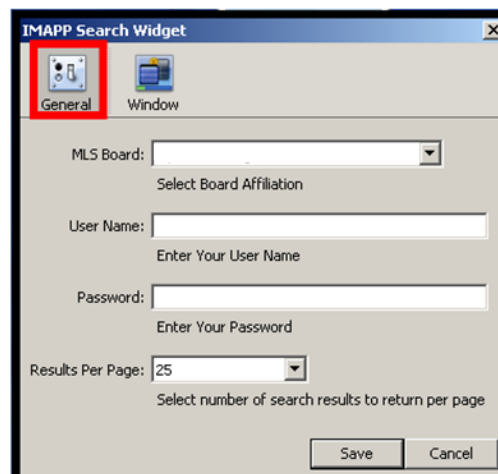 IMAPP Search Widget
General Window
MLS Board:
Select Board Affiliation
User Name:
Enter Your User Name
Password:
Enter Your Password
Results Per Page: 25
Select number of search results to return per page
Save Cancel